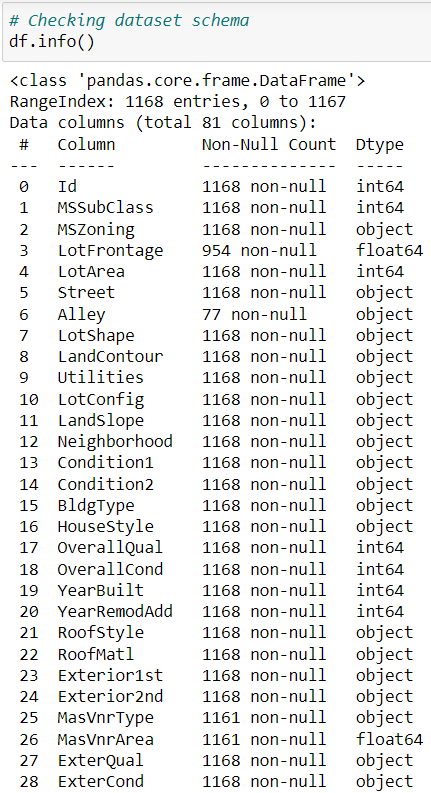 # Checking dataset schema
df.info()
<class 'pandas.core.frame.DataFrame'>
RangeIndex: 1168 entries, 0 to 1167
Data columns (total 81 columns):
 #   Column        Non-Null Count  Dtype
---  ------        --------------  -----
 0   Id            1168 non-null   int64
 1   MSSubClass    1168 non-null   int64
 2   MSZoning      1168 non-null   object
 3   LotFrontage   954 non-null    float64
 4   LotArea       1168 non-null   int64
 5   Street        1168 non-null   object
 6   Alley         77 non-null     object
 7   LotShape      1168 non-null   object
 8   LandContour   1168 non-null   object
 9   Utilities     1168 non-null   object
 10  LotConfig     1168 non-null   object
 11  LandSlope     1168 non-null   object
 12  Neighborhood  1168 non-null   object
 13  Condition1    1168 non-null   object
 14  Condition2    1168 non-null   object
 15  BldgType      1168 non-null   object
 16  HouseStyle    1168 non-null   object
 17  OverallQual   1168 non-null   int64
 18  OverallCond   1168 non-null   int64
 19  YearBuilt     1168 non-null   int64
 20  YearRemodAdd  1168 non-null   int64
 21  RoofStyle     1168 non-null   object
 22  RoofMatl      1168 non-null   object
 23  Exterior1st   1168 non-null   object
 24  Exterior2nd   1168 non-null   object
 25  MasVnrType    1161 non-null   object
 26  MasVnrArea    1161 non-null   float64
 27  ExterQual     1168 non-null   object
 28  ExterCond     1168 non-null   object